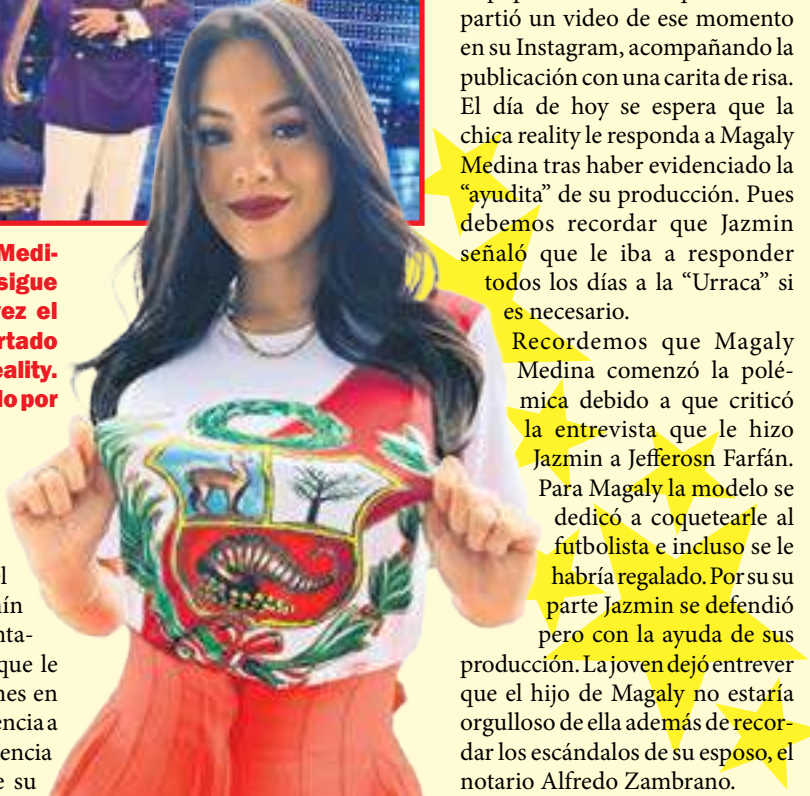 Medi-
sigue
ez el
rtado
eality.
lo por
l
ín
nta-
que le
nes en
encia a
encia
e su
partió un video de ese momento
en su Instagram, acompañando la
publicación con una carita de risa.
El día de hoy se espera que la
chica reality le responda a Magaly
Medina tras haber evidenciado la
“ayudita” de su producción. Pues
debemos recordar que Jazmin
señaló que le iba a responder
todos los días a la “Urraca” si
es necesario.
Recordemos que Magaly
Medina comenzó la polé-
mica debido a que criticó
la entrevista que le hizo
Jazmin a Jefferosn Farfán.
Para Magaly la modelo se
dedicó a coquetearle al
futbolista e incluso se le
habría regalado. Por su su
parte Jazmin se defendió
pero con la ayuda de sus
producción. La joven dejó entrever
que el hijo de Magaly no estaría
orgulloso de ella además de recor-
dar los escándalos de su esposo, el
notario Alfredo Zambrano.